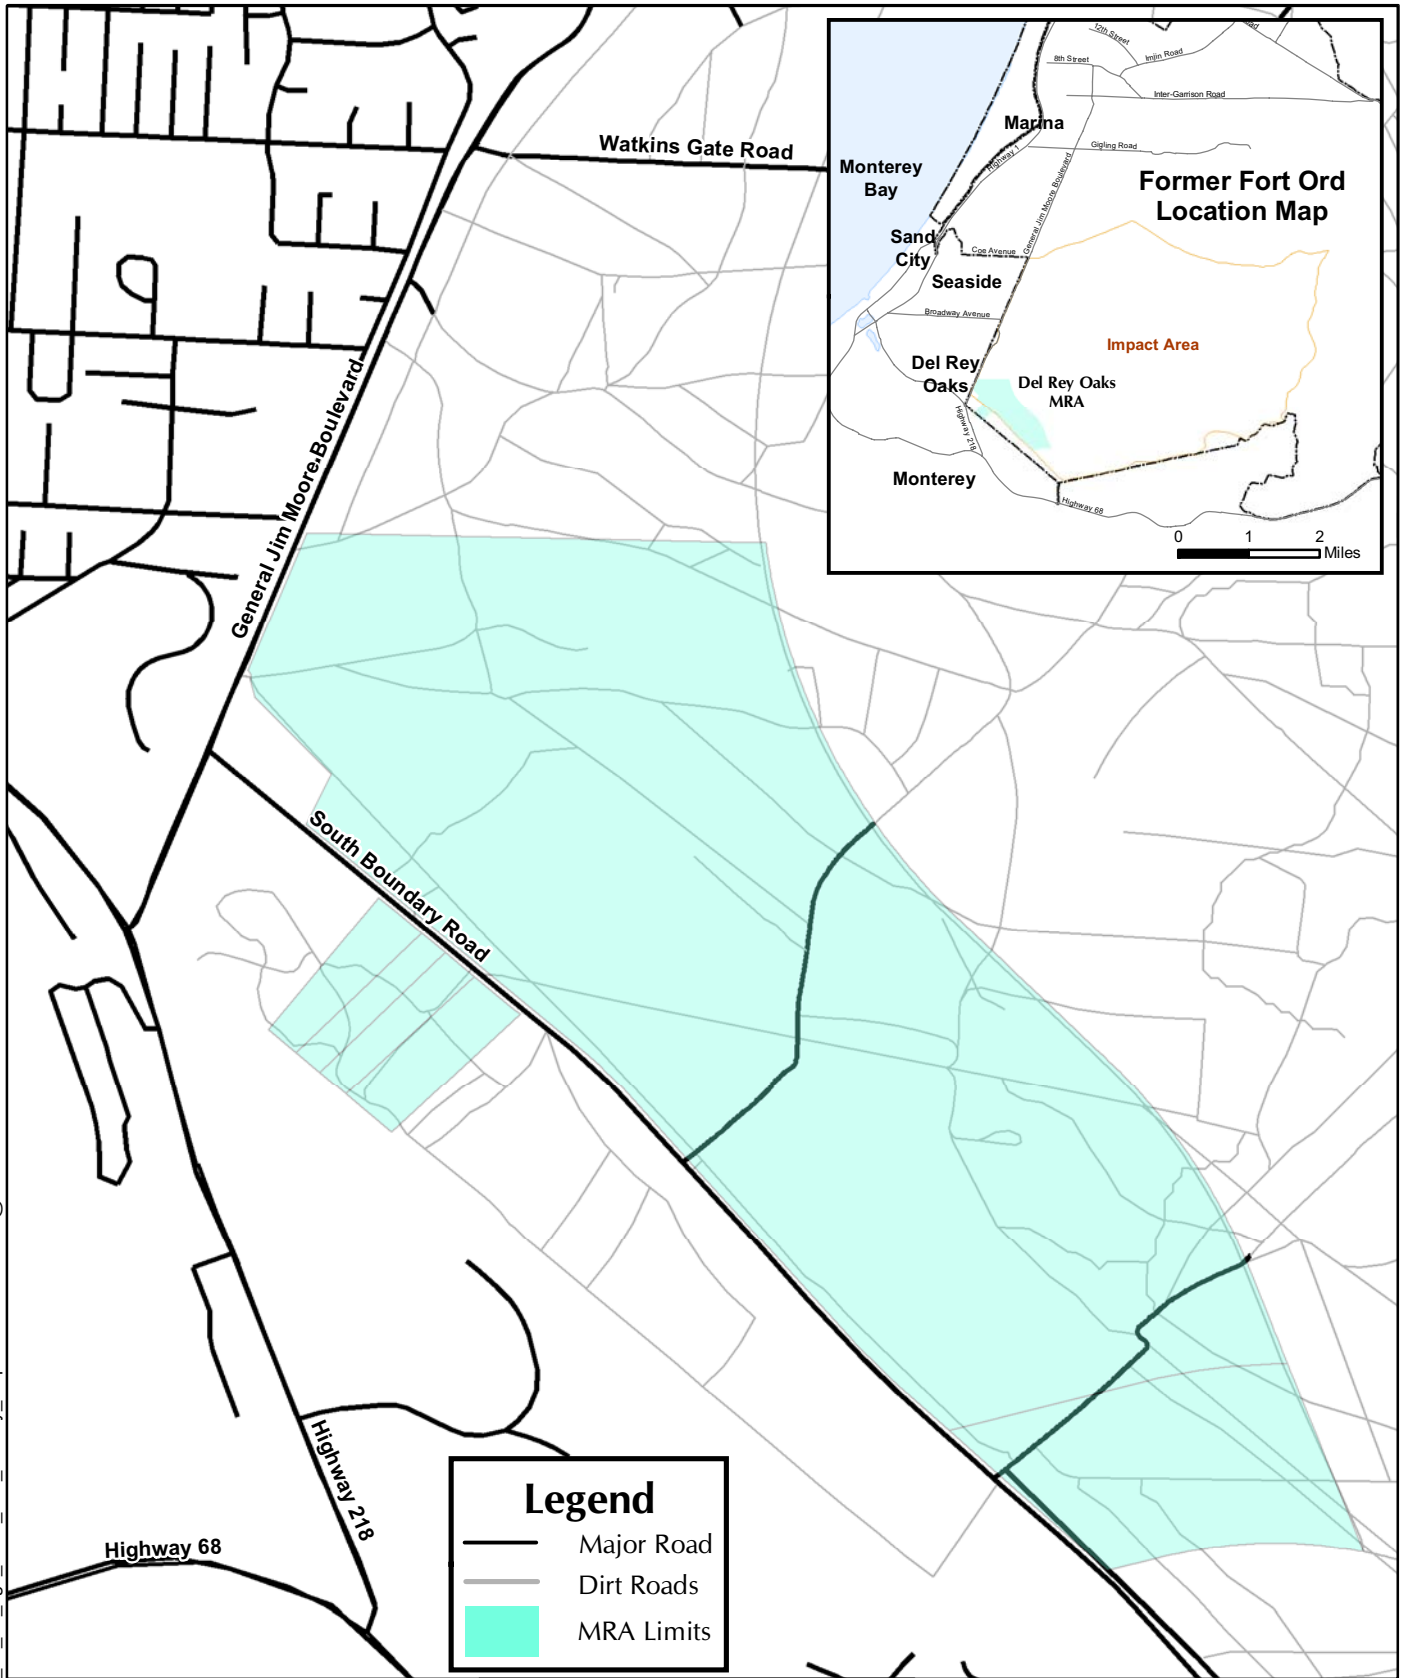 Watkins Gate Road
General Jim Moore Boulevard
South Boundary Road
Highway 218
Highway 68
Former Fort Ord
Location Map
12th Street
8th Street
Imjin Road
Inter-Garrison Road
Marina
Highway 1
Gigling Road
General Jim Moore Boulevard
Monterey
Bay
Sand
City
Coe Avenue
Seaside
Broadway Avenue
Impact Area
Del Rey
Oaks
Del Rey Oaks
MRA
Highway 218
Monterey
Highway 68
0 1 2
Miles
Legend
Major Road
Dirt Roads
MRA Limits